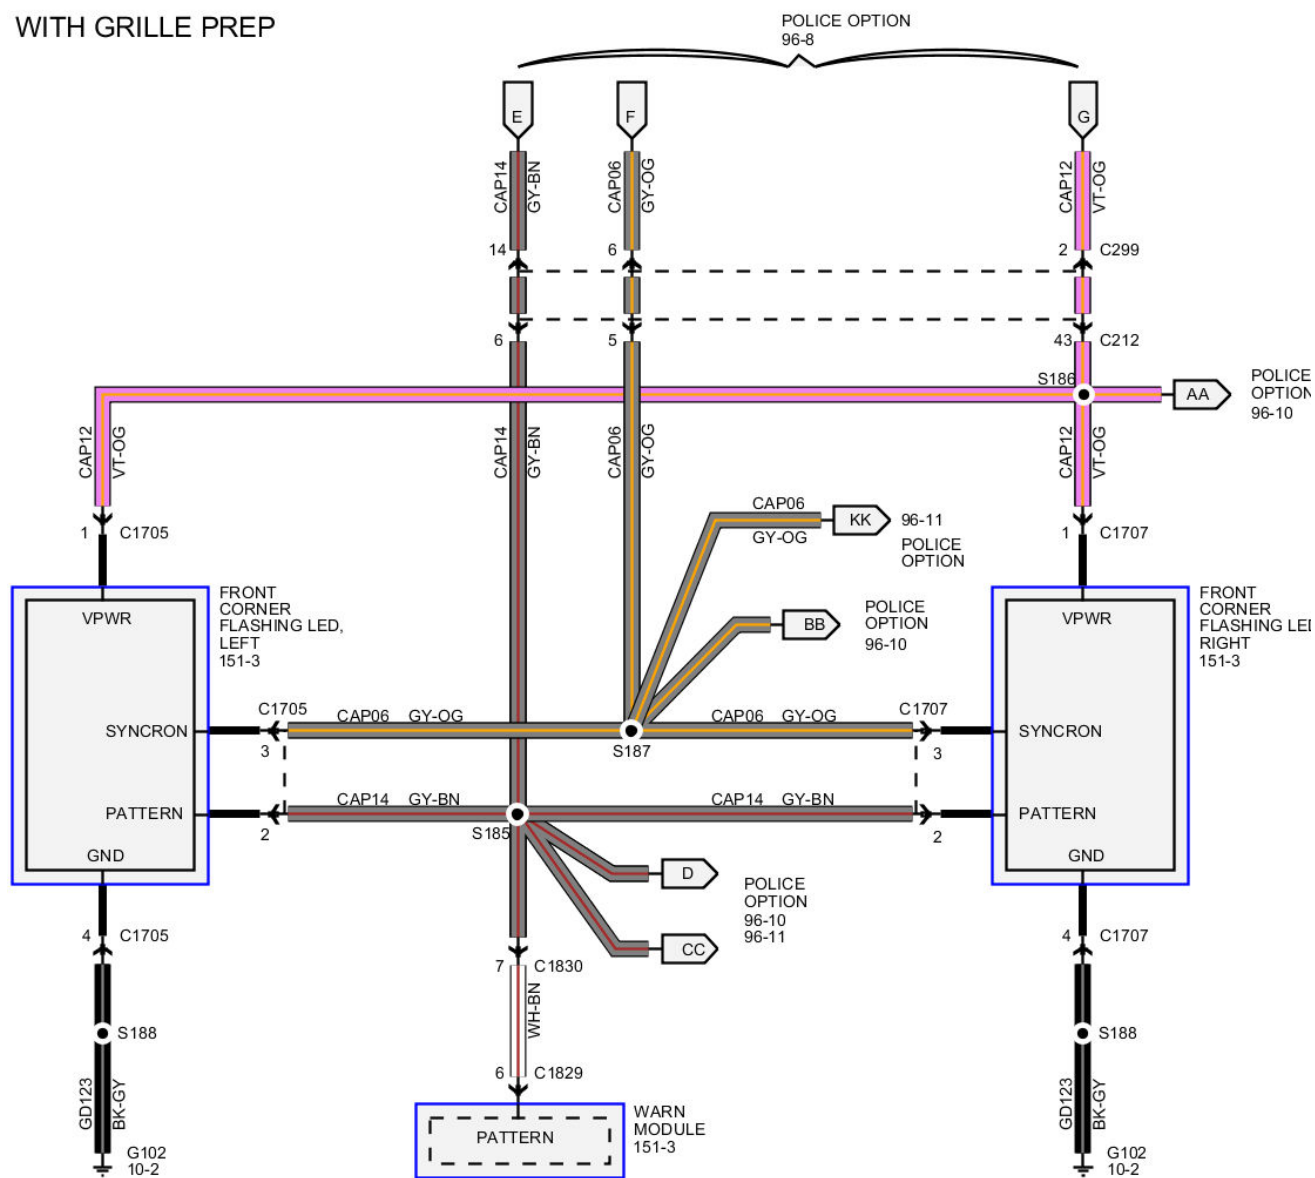 WITH GRILLE PREP
POLICE OPTION
96-8
E
F
G
CAP14
GY-BN
CAP06
GY-OG
CAP12
VT-OG
14
6
2
C299
6
5
43
C212
S186
AA
POLICE
OPTION
96-10
CAP12
VT-OG
CAP14
GY-BN
CAP06
GY-OG
CAP12
VT-OG
CAP06
GY-OG
KK
96-11
POLICE
OPTION
1
C1705
1
C1707
BB
POLICE
OPTION
96-10
VPWR
FRONT
CORNER
FLASHING LED,
LEFT
151-3
VPWR
FRONT
CORNER
FLASHING LED
RIGHT
151-3
SYNCRON
C1705
3
CAP06 GY-OG
S187
CAP06 GY-OG
C1707
3
SYNCRON
PATTERN
2
CAP14 GY-BN
S185
CAP14 GY-BN
2
PATTERN
GND
GND
D
CC
POLICE
OPTION
96-10
96-11
4
C1705
4
C1707
7
C1830
WH-BN
6
C1829
S188
S188
GD123
BK-GY
GD123
BK-GY
G102
10-2
G102
10-2
PATTERN
WARN
MODULE
151-3